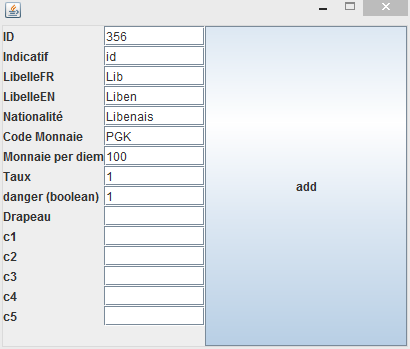 ID 356
Indicatif id
LibelleFR Lib
LibelleEN Liben
Nationalité Libenais
Code Monnaie PGK
Monnaie per diem 100
Taux 1
danger (boolean) 1
add
Drapeau
c1
c2
c3
c4
c5